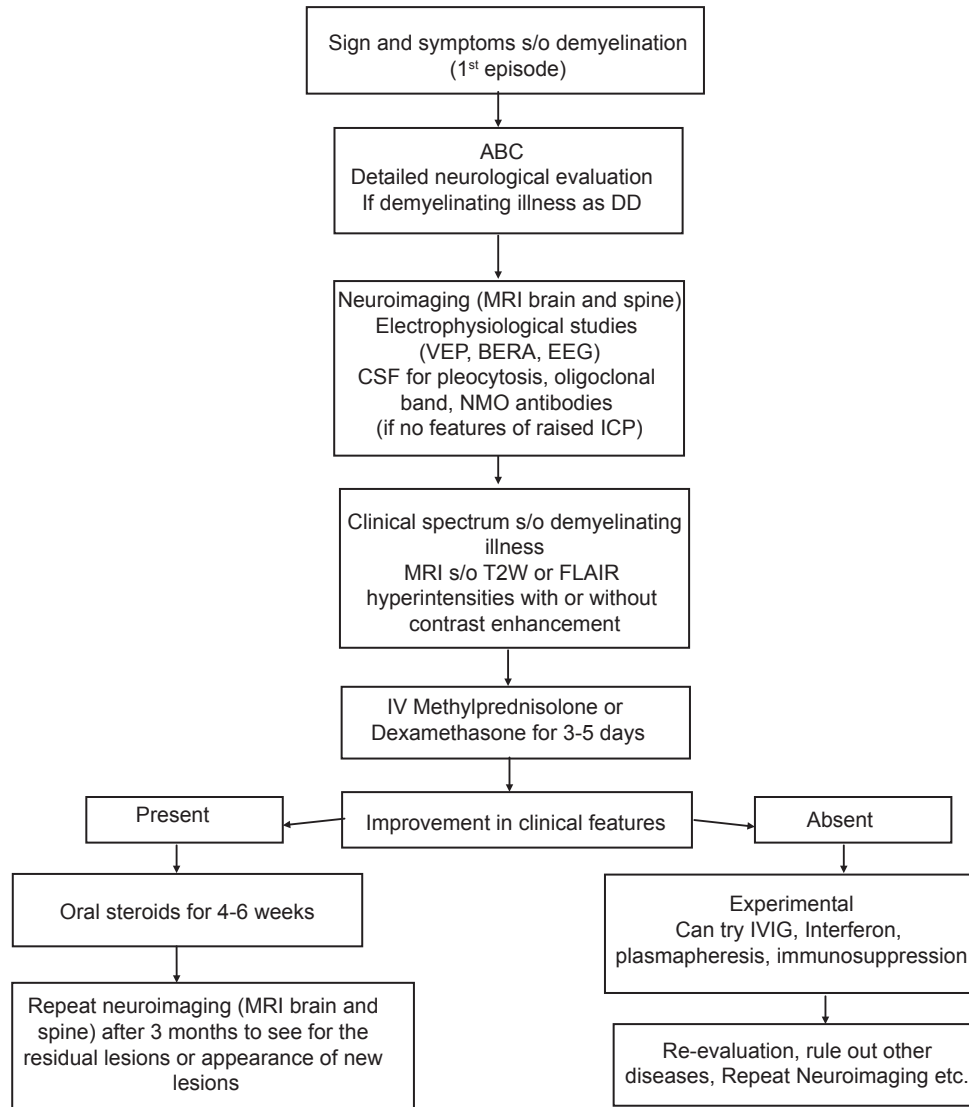 Sign and symptoms s/o demyelination
(1st episode)
ABC
Detailed neurological evaluation
If demyelinating illness as DD
Neuroimaging (MRI brain and spine)
Electrophysiological studies
(VEP, BERA, EEG)
CSF for pleocytosis, oligoclonal
band, NMO antibodies
(if no features of raised ICP)
Clinical spectrum s/o demyelinating
illness
MRI s/o T2W or FLAIR
hyperintensities with or without
contrast enhancement
IV Methylprednisolone or
Dexamethasone for 3-5 days
Improvement in clinical features
Present
Oral steroids for 4-6 weeks
Repeat neuroimaging (MRI brain and
spine) after 3 months to see for the
residual lesions or appearance of new
lesions
Absent
Experimental
Can try IVIG, Interferon,
plasmapheresis, immunosuppression
Re-evaluation, rule out other
diseases, Repeat Neuroimaging etc.